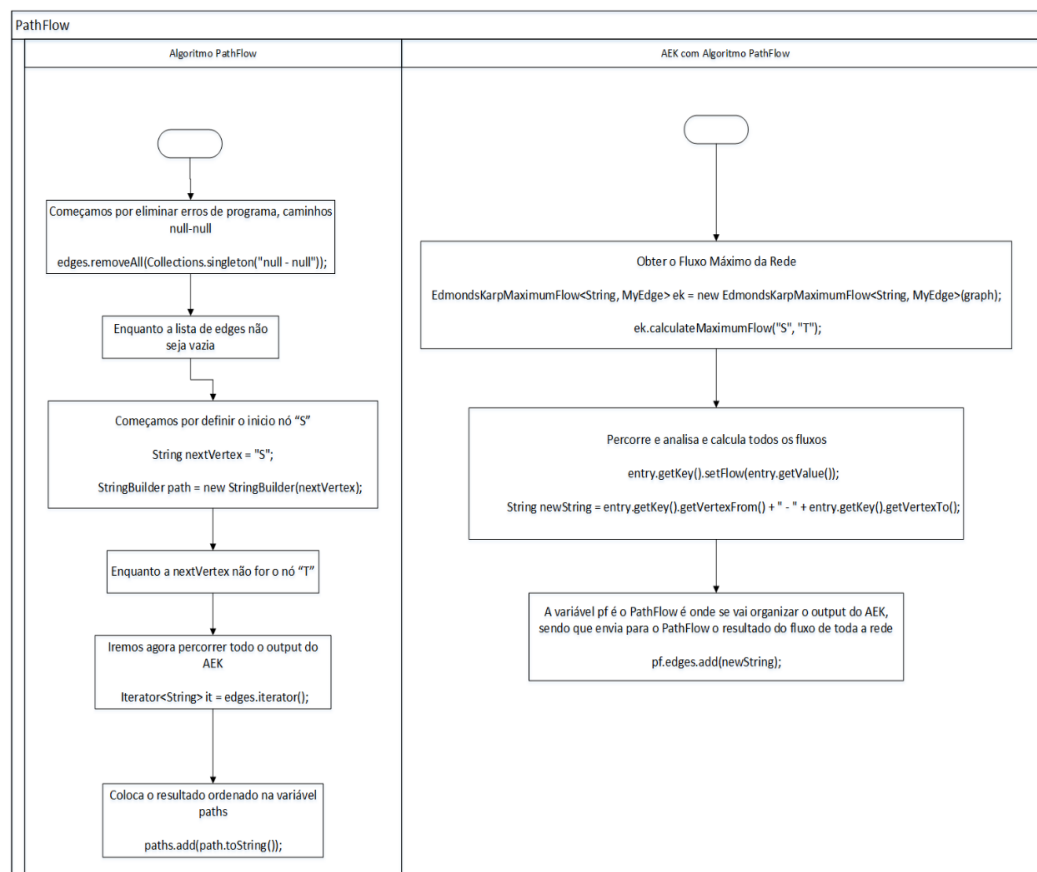 PathFlow
Algoritmo PathFlow
Começamos por eliminar erros de programa, caminhos
null-null
edges.removeAll(Collections.singleton("null - null"));
Enquanto a lista de edges não
seja vazia
Começamos por definir o inicio nó “S”
String nextVertex = "S";
StringBuilder path = new StringBuilder(nextVertex);
Enquanto a nextVertex não for o nó “T”
Iremos agora percorrer todo o output do
AEK
Iterator<String> it = edges.iterator();
Coloca o resultado ordenado na variável
paths
paths.add(path.toString());
AEK com Algoritmo PathFlow
Obter o Fluxo Máximo da Rede
EdmondsKarpMaximumFlow<String, MyEdge> ek = new EdmondsKarpMaximumFlow<String, MyEdge>(graph);
ek.calculateMaximumFlow("S", "T");
Percorre e analisa e calcula todos os fluxos
entry.getKey().setFlow(entry.getValue());
String newString = entry.getKey().getVertexFrom() + " - " + entry.getKey().getVertexTo();
A variável pf é o PathFlow é onde se vai organizar o output do AEK,
sendo que envia para o PathFlow o resultado do fluxo de toda a rede
pf.edges.add(newString);